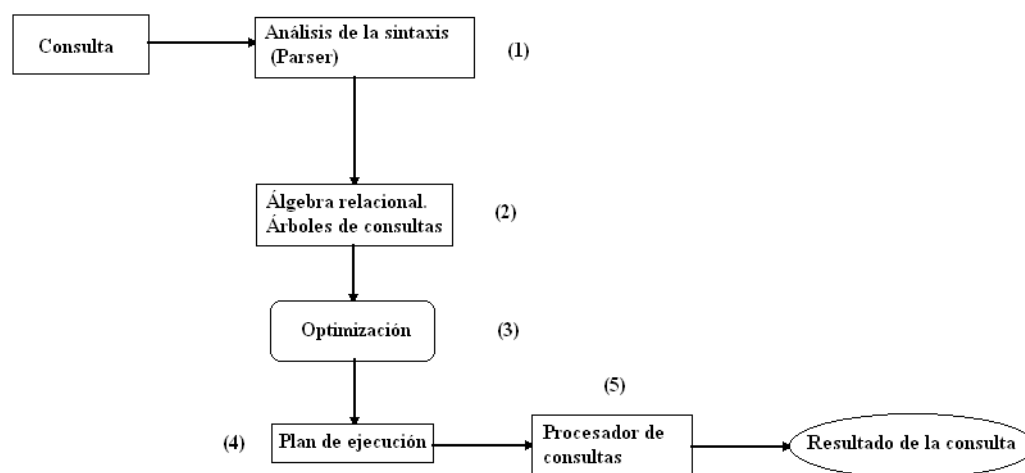 Consulta
Análisis de la sintaxis
(Parser)
(1)
Álgebra relacional.
Árboles de consultas
(2)
Optimización
(3)
(4)
Plan de ejecución
(5)
Procesador de
consultas
Resultado de la consulta